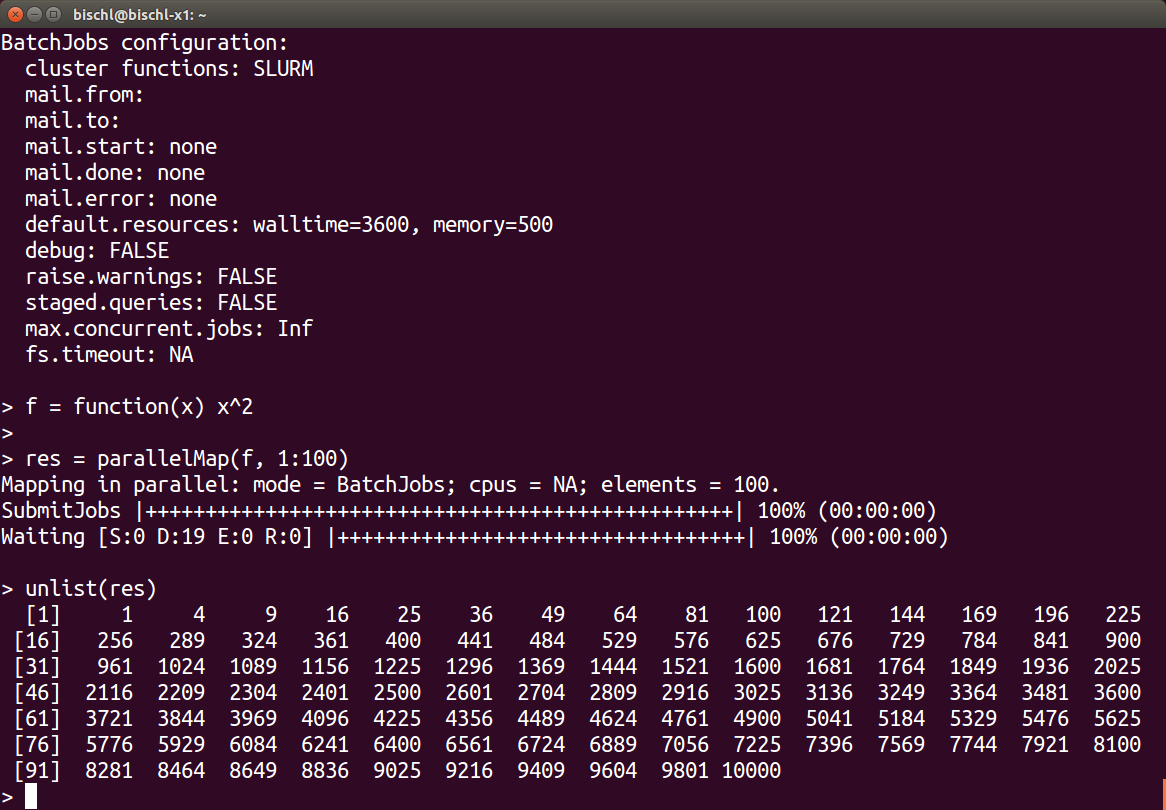 bischl@bischl-x1: ~
BatchJobs configuration:
  cluster functions: SLURM
  mail.from:
  mail.to:
  mail.start: none
  mail.done: none
  mail.error: none
  default.resources: walltime=3600, memory=500
  debug: FALSE
  raise.warnings: FALSE
  staged.queries: FALSE
  max.concurrent.jobs: Inf
  fs.timeout: NA

> f = function(x) x^2
>
> res = parallelMap(f, 1:100)
Mapping in parallel: mode = BatchJobs; cpus = NA; elements = 100.
SubmitJobs |+++++++++++++++++++++++++++++++++++++++++++++++++| 100% (00:00:00)
Waiting [S:0 D:19 E:0 R:0] |++++++++++++++++++++++++++++++++++| 100% (00:00:00)

> unlist(res)
  [1]     1     4     9    16    25    36    49    64    81   100   121   144   169   196   225
 [16]   256   289   324   361   400   441   484   529   576   625   676   729   784   841   900
 [31]   961  1024  1089  1156  1225  1296  1369  1444  1521  1600  1681  1764  1849  1936  2025
 [46]  2116  2209  2304  2401  2500  2601  2704  2809  2916  3025  3136  3249  3364  3481  3600
 [61]  3721  3844  3969  4096  4225  4356  4489  4624  4761  4900  5041  5184  5329  5476  5625
 [76]  5776  5929  6084  6241  6400  6561  6724  6889  7056  7225  7396  7569  7744  7921  8100
 [91]  8281  8464  8649  8836  9025  9216  9409  9604  9801 10000
>